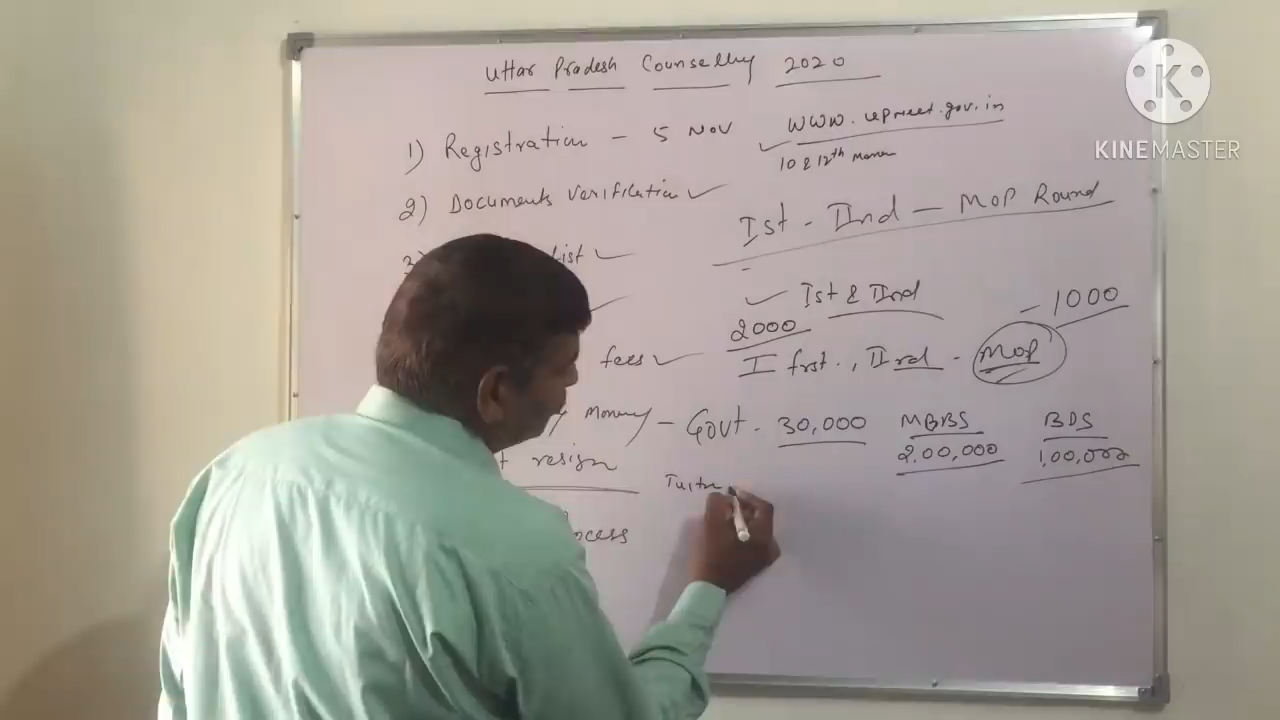 Uttar Pradesh Counselling 2020
1) Registration - 5 Nov
www.upneet.gov.in
10 & 12th
2) Documents Verification
Ist - IInd - MOP Round
3) list
Ist & IInd
- 1000
2000
fees
I first., IInd - MOP
Money - Govt. 30,000
MBBS
2,00,000
BDS
1,00,000
resign
ocess
K
KINEMASTER